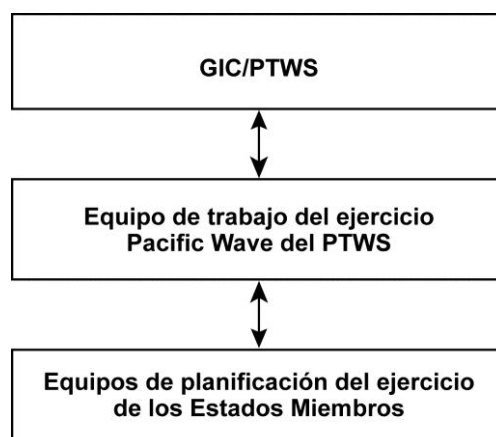 GIC/PTWS
Equipo de trabajo del ejercicio
Pacific Wave del PTWS
Equipos de planificación del ejercicio
de los Estados Miembros